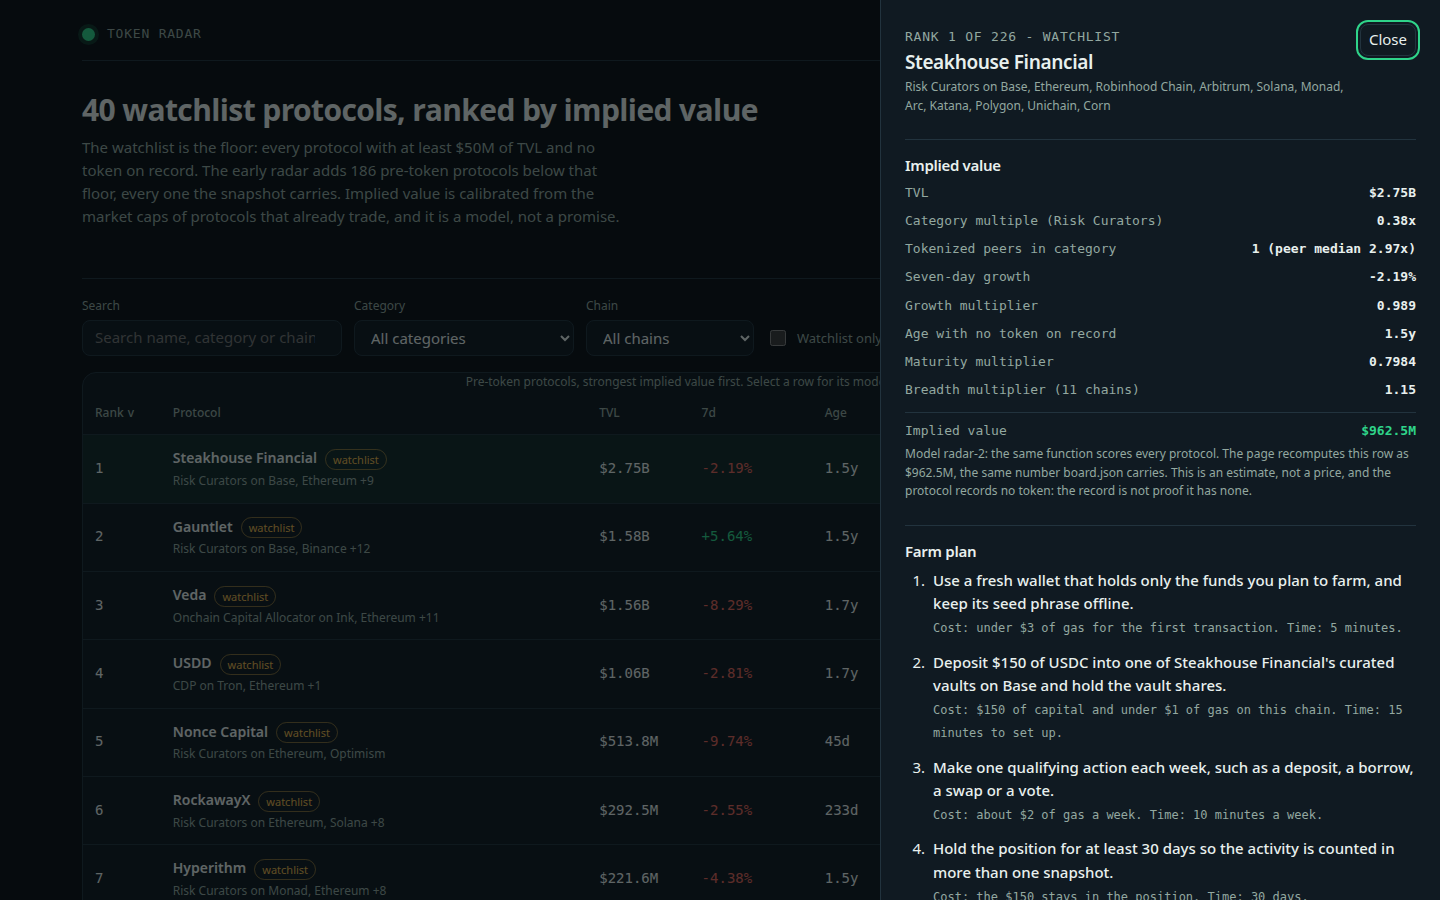 TOKEN RADAR
40 watchlist protocols, ranked by implied value
The watchlist is the floor: every protocol with at least $50M of TVL and no
token on record. The early radar adds 186 pre-token protocols below that
floor, every one the snapshot carries. Implied value is calibrated from the
market caps of protocols that already trade, and it is a model, not a promise.
Search
Category
Chain
Search name, category or chain
All categories
All chains
Watchlist only
Pre-token protocols, strongest implied value first. Select a row for its
Rank v
Protocol
TVL
7d
Age
1
Steakhouse Financial
watchlist
$2.75B
-2.19%
1.5y
Risk Curators on Base, Ethereum +9
2
Gauntlet
watchlist
$1.58B
+5.64%
1.5y
Risk Curators on Base, Binance +12
3
Veda
watchlist
$1.56B
-8.29%
1.7y
Onchain Capital Allocator on Ink, Ethereum +11
4
USDD
watchlist
$1.06B
-2.81%
1.7y
CDP on Tron, Ethereum +1
5
Nonce Capital
watchlist
$513.8M
-9.74%
45d
Risk Curators on Ethereum, Optimism
6
RockawayX
watchlist
$292.5M
-2.55%
233d
Risk Curators on Ethereum, Solana +8
7
Hyperithm
watchlist
$221.6M
-4.38%
1.5y
Risk Curators on Monad, Ethereum +8
RANK 1 OF 226 - WATCHLIST
Close
Steakhouse Financial
Risk Curators on Base, Ethereum, Robinhood Chain, Arbitrum, Solana, Monad,
Arc, Katana, Polygon, Unichain, Corn
Implied value
TVL $2.75B
Category multiple (Risk Curators) 0.38x
Tokenized peers in category 1 (peer median 2.97x)
Seven-day growth -2.19%
Growth multiplier 0.989
Age with no token on record 1.5y
Maturity multiplier 0.7984
Breadth multiplier (11 chains) 1.15
Implied value $962.5M
Model radar-2: the same function scores every protocol. The page recomputes this row as
$962.5M, the same number board.json carries. This is an estimate, not a price, and the
protocol records no token: the record is not proof it has none.
Farm plan
1. Use a fresh wallet that holds only the funds you plan to farm, and
keep its seed phrase offline.
Cost: under $3 of gas for the first transaction. Time: 5 minutes.
2. Deposit $150 of USDC into one of Steakhouse Financial's curated
vaults on Base and hold the vault shares.
Cost: $150 of capital and under $1 of gas on this chain. Time: 15
minutes to set up.
3. Make one qualifying action each week, such as a deposit, a borrow,
a swap or a vote.
Cost: about $2 of gas a week. Time: 10 minutes a week.
4. Hold the position for at least 30 days so the activity is counted in
more than one snapshot.
Cost: the $150 stays in the position. Time: 30 days.